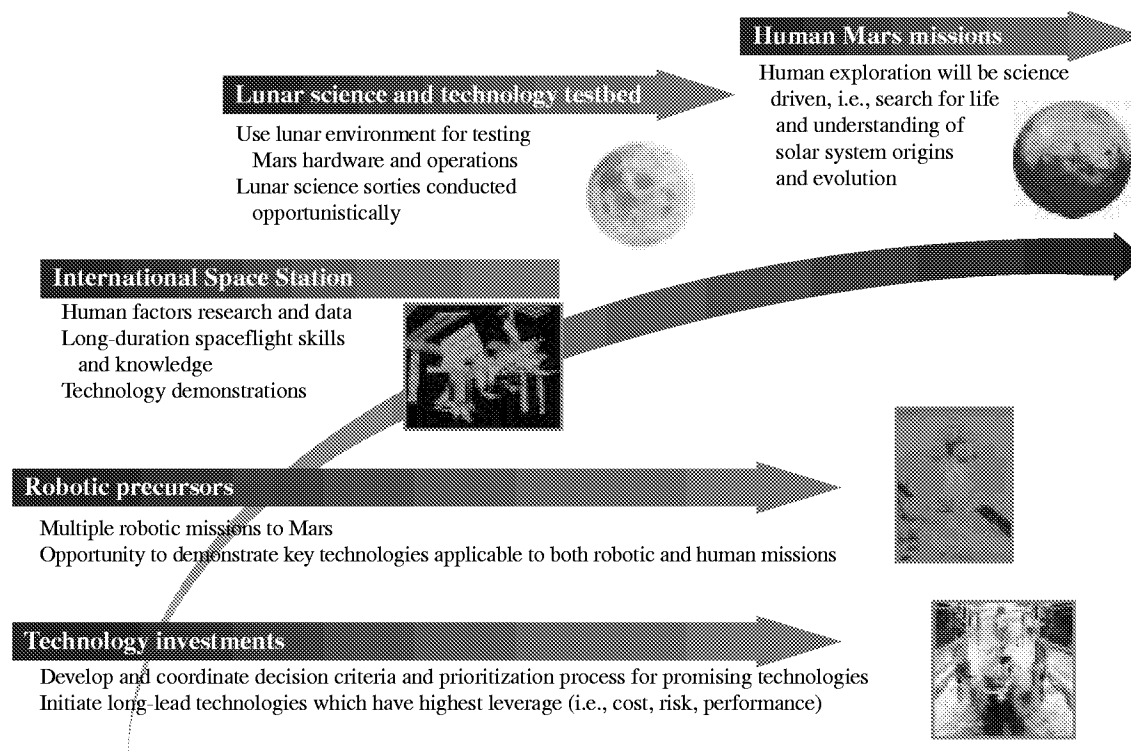 Human Mars missions
Human exploration will be science
driven, i.e., search for life
and understanding of
solar system origins
and evolution
Lunar science and technology testbed
Use lunar environment for testing
Mars hardware and operations
Lunar science sorties conducted
opportunistically
International Space Station
Human factors research and data
Long-duration spaceflight skills
and knowledge
Technology demonstrations
Robotic precursors
Multiple robotic missions to Mars
Opportunity to demonstrate key technologies applicable to both robotic and human missions
Technology investments
Develop and coordinate decision criteria and prioritization process for promising technologies
Initiate long-lead technologies which have highest leverage (i.e., cost, risk, performance)